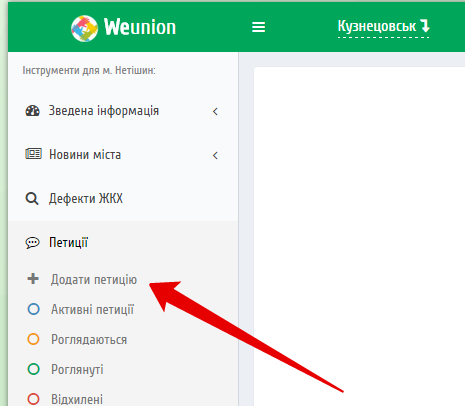 Weunion
Кузнецовськ
Інструменти для м. Нетішин:
Зведена інформація
Новини міста
Дефекти ЖКХ
Петиції
Додати петицію
Активні петиції
Роглядаються
Роглянуті
Відхилені